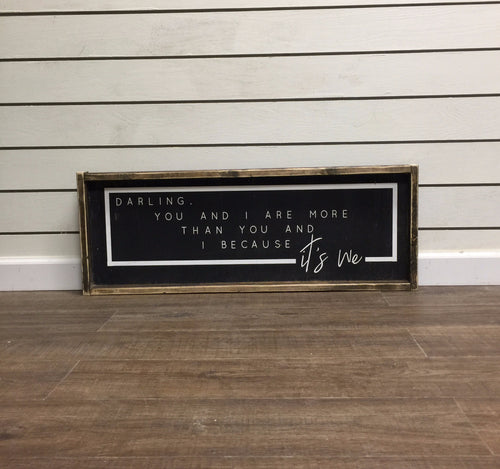 DARLING,
YOU AND I ARE MORE
THAN YOU AND
I BECAUSE
it's we